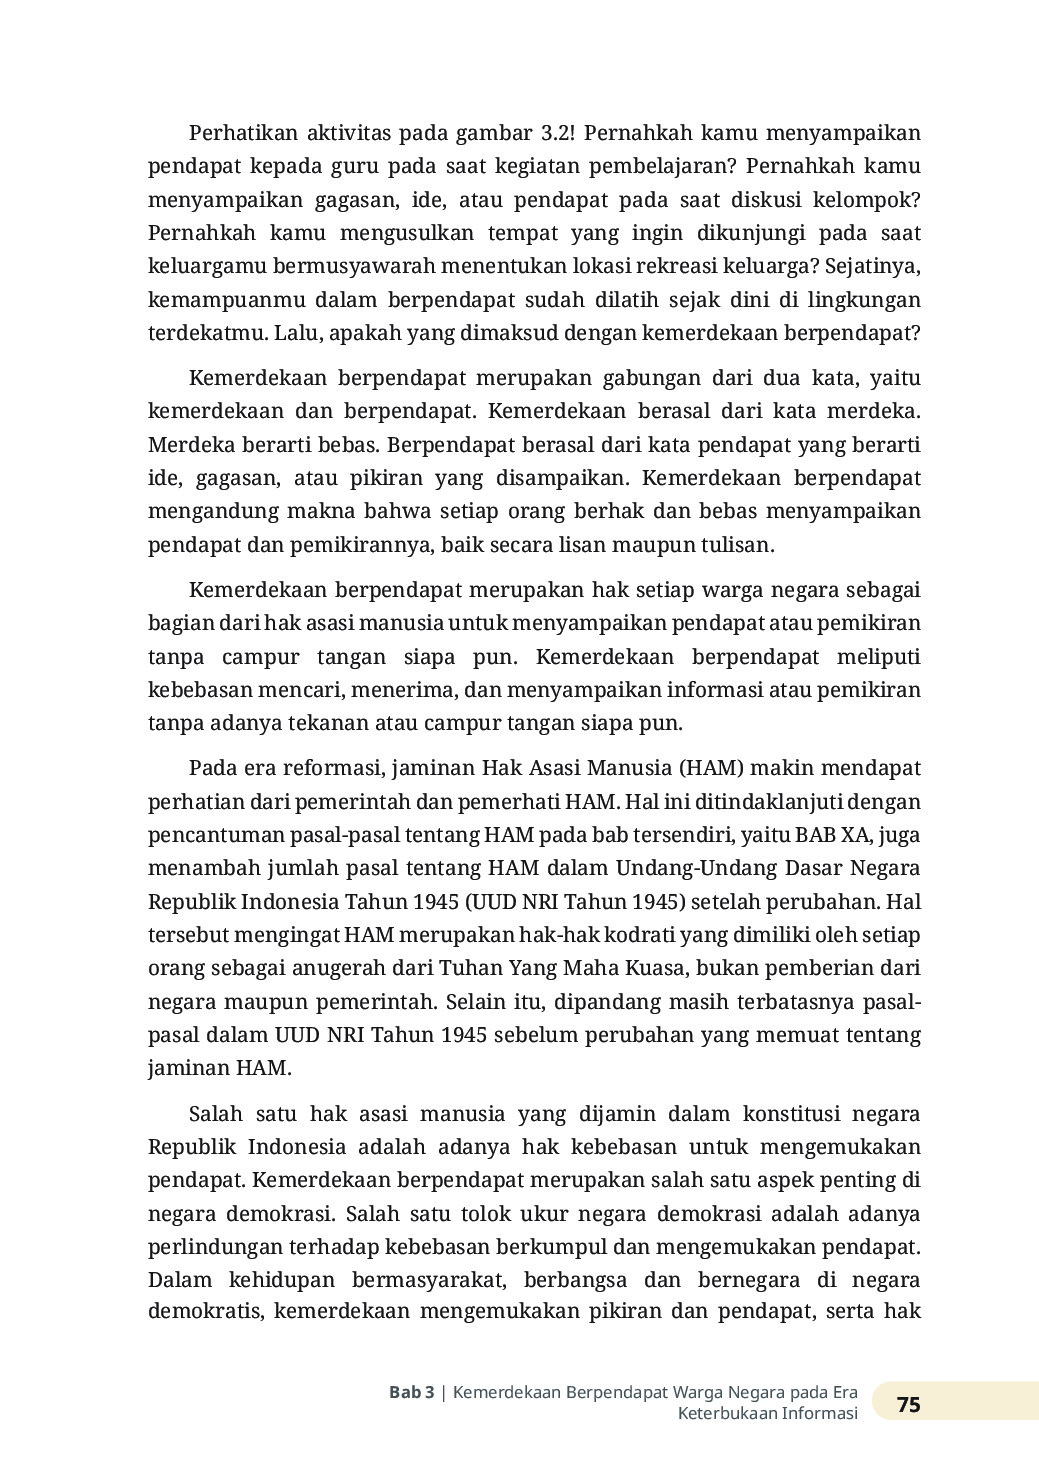 Perhatikan aktivitas pada gambar 3.2! Pernahkah kamu menyampaikan
pendapat kepada guru pada saat kegiatan pembelajaran? Pernahkah kamu
menyampaikan gagasan, ide, atau pendapat pada saat diskusi kelompok?
Pernahkah kamu mengusulkan tempat yang ingin dikunjungi pada saat
keluargamu bermusyawarah menentukan lokasi rekreasi keluarga? Sejatinya,
kemampuanmu dalam berpendapat sudah dilatih sejak dini di lingkungan
terdekatmu. Lalu, apakah yang dimaksud dengan kemerdekaan berpendapat?
Kemerdekaan berpendapat merupakan gabungan dari dua kata, yaitu
kemerdekaan dan berpendapat. Kemerdekaan berasal dari kata merdeka.
Merdeka berarti bebas. Berpendapat berasal dari kata pendapat yang berarti
ide, gagasan, atau pikiran yang disampaikan. Kemerdekaan berpendapat
mengandung makna bahwa setiap orang berhak dan bebas menyampaikan
pendapat dan pemikirannya, baik secara lisan maupun tulisan.
Kemerdekaan berpendapat merupakan hak setiap warga negara sebagai
bagian dari hak asasi manusia untuk menyampaikan pendapat atau pemikiran
tanpa campur tangan siapa pun. Kemerdekaan berpendapat meliputi
kebebasan mencari, menerima, dan menyampaikan informasi atau pemikiran
tanpa adanya tekanan atau campur tangan siapa pun.
Pada era reformasi, jaminan Hak Asasi Manusia (HAM) makin mendapat
perhatian dari pemerintah dan pemerhati HAM. Hal ini ditindaklanjuti dengan
pencantuman pasal-pasal tentang HAM pada bab tersendiri, yaitu BAB XA, juga
menambah jumlah pasal tentang HAM dalam Undang-Undang Dasar Negara
Republik Indonesia Tahun 1945 (UUD NRI Tahun 1945) setelah perubahan. Hal
tersebut mengingat HAM merupakan hak-hak kodrati yang dimiliki oleh setiap
orang sebagai anugerah dari Tuhan Yang Maha Kuasa, bukan pemberian dari
negara maupun pemerintah. Selain itu, dipandang masih terbatasnya pasal-
pasal dalam UUD NRI Tahun 1945 sebelum perubahan yang memuat tentang
jaminan HAM.
Salah satu hak asasi manusia yang dijamin dalam konstitusi negara
Republik Indonesia adalah adanya hak kebebasan untuk mengemukakan
pendapat. Kemerdekaan berpendapat merupakan salah satu aspek penting di
negara demokrasi. Salah satu tolok ukur negara demokrasi adalah adanya
perlindungan terhadap kebebasan berkumpul dan mengemukakan pendapat.
Dalam kehidupan bermasyarakat, berbangsa dan bernegara di negara
demokratis, kemerdekaan mengemukakan pikiran dan pendapat, serta hak
Bab 3 | Kemerdekaan Berpendapat Warga Negara pada Era
Keterbukaan Informasi
75